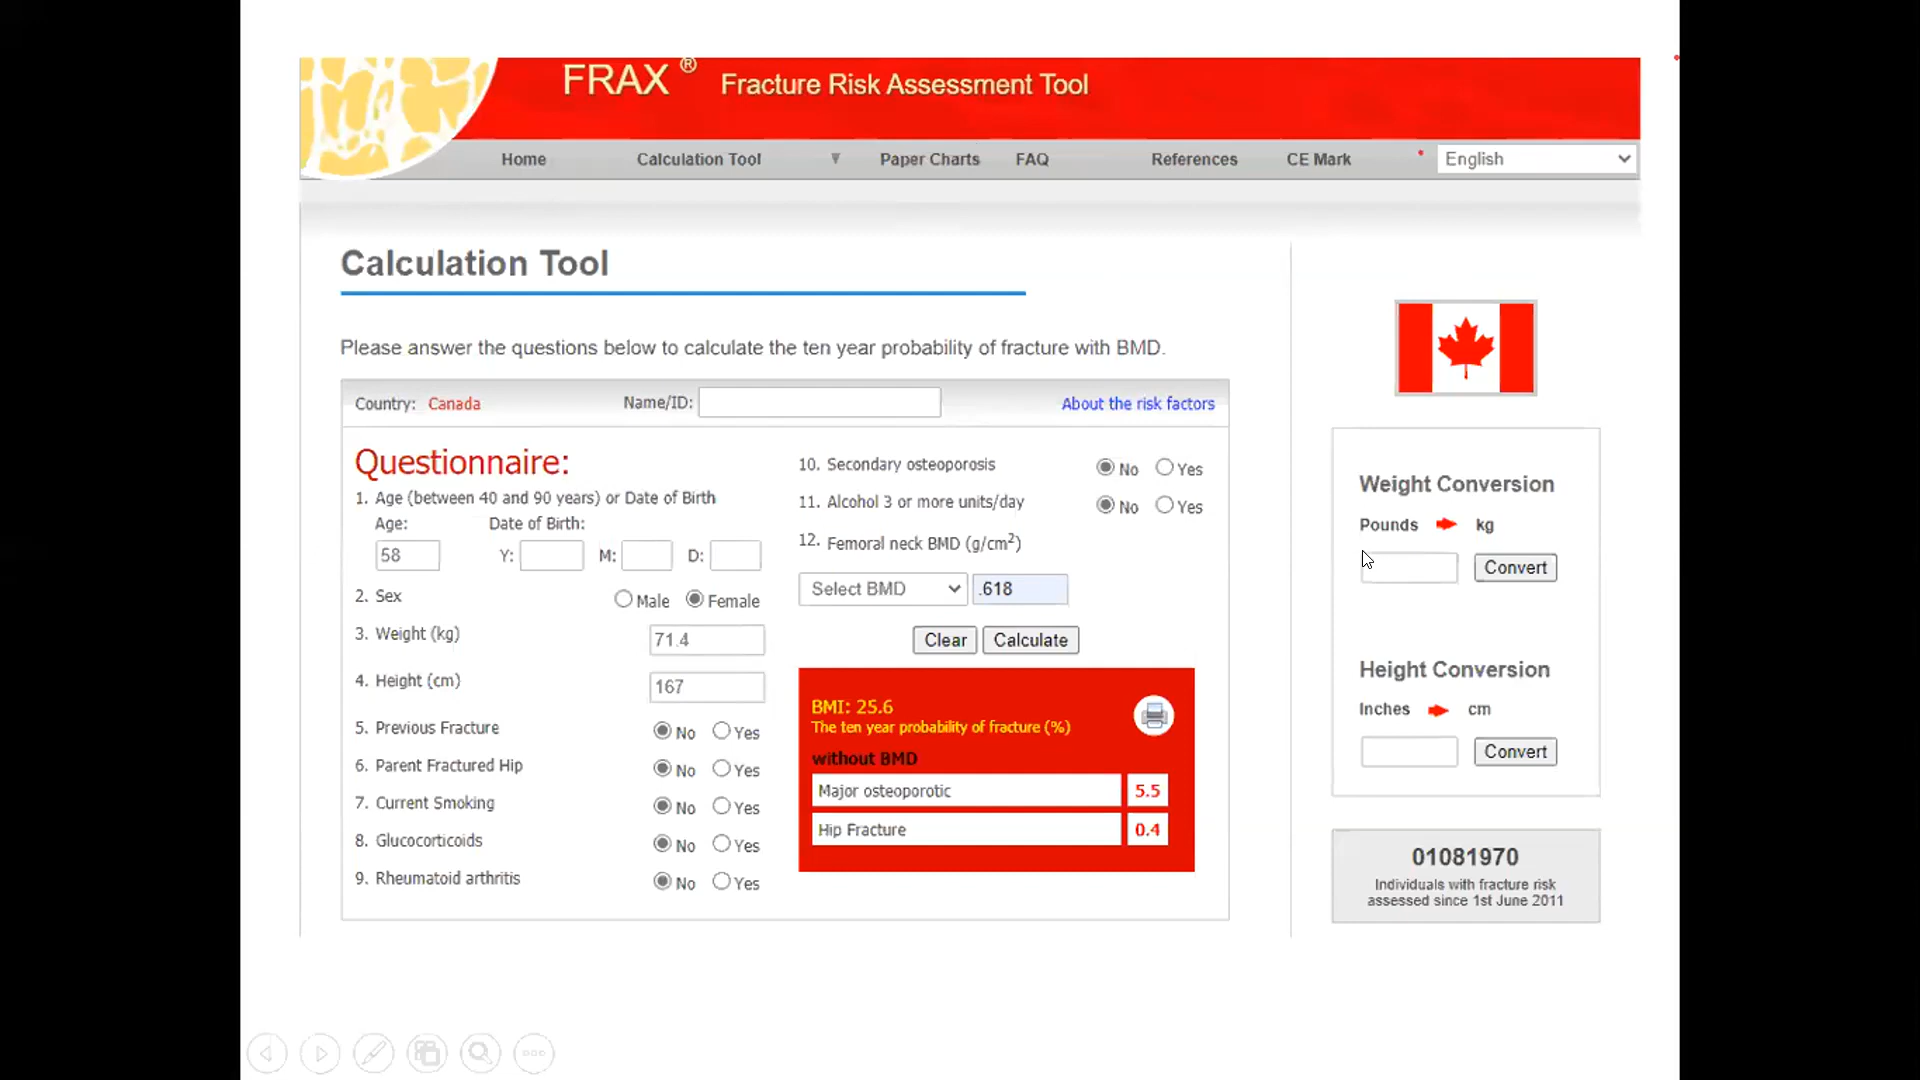 FRAX ® Fracture Risk Assessment Tool
Home Calculation Tool ▼ Paper Charts FAQ References CE Mark English
Calculation Tool
Please answer the questions below to calculate the ten year probability of fracture with BMD.
Country: Canada Name/ID: About the risk factors
Questionnaire:
1. Age (between 40 and 90 years) or Date of Birth
Age: Date of Birth:
58 Y: M: D:
2. Sex Male Female
3. Weight (kg) 71.4
4. Height (cm) 167
5. Previous Fracture No Yes
6. Parent Fractured Hip No Yes
7. Current Smoking No Yes
8. Glucocorticoids No Yes
9. Rheumatoid arthritis No Yes
10. Secondary osteoporosis No Yes
11. Alcohol 3 or more units/day No Yes
12. Femoral neck BMD (g/cm²)
Select BMD .618
Clear Calculate
BMI: 25.6
The ten year probability of fracture (%)
without BMD
Major osteoporotic 5.5
Hip Fracture 0.4
Weight Conversion
Pounds kg
Convert
Height Conversion
Inches cm
Convert
01081970
Individuals with fracture risk
assessed since 1st June 2011